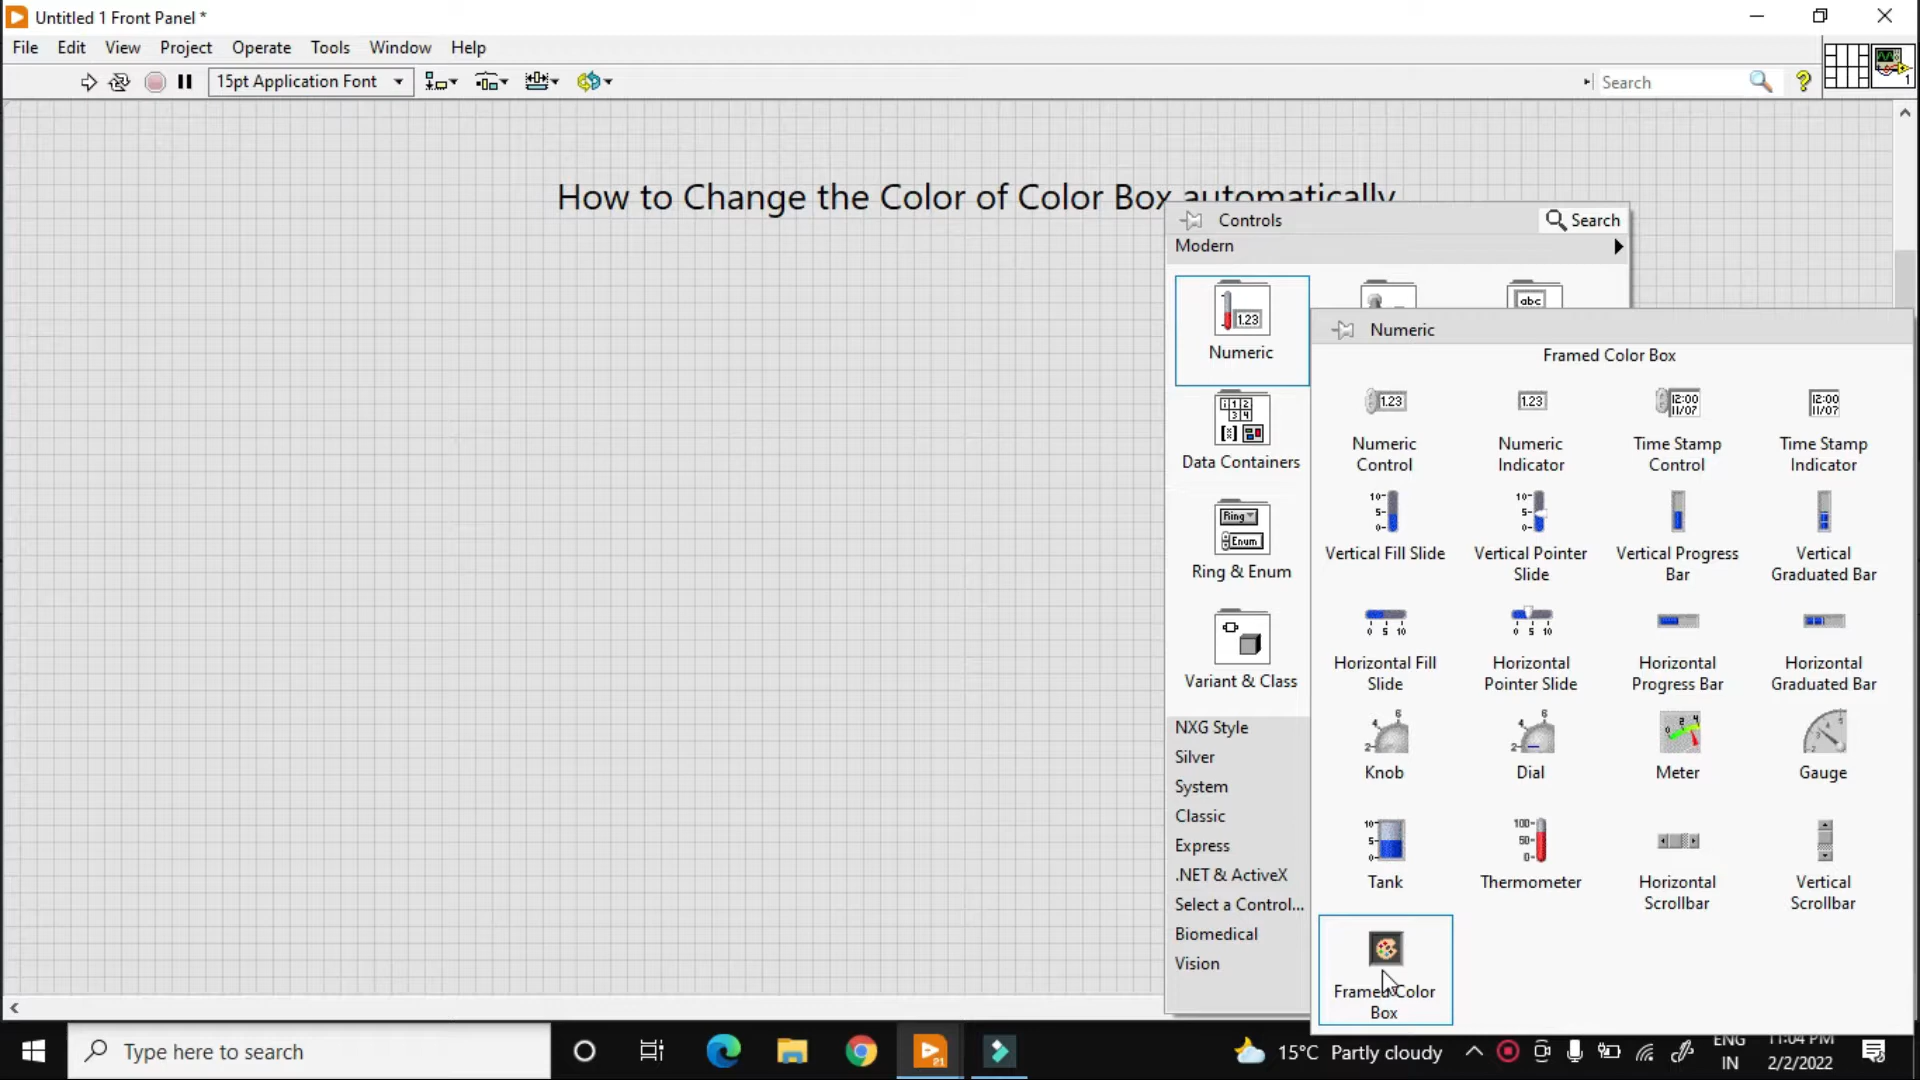 Untitled 1 Front Panel *
File Edit View Project Operate Tools Window Help
15pt Application Font
Search
1
How to Change the Color of Color Box automatically
Controls Search
Modern
Numeric
Data Containers
Ring & Enum
Variant & Class
NXG Style
Silver
System
Classic
Express
.NET & ActiveX
Select a Control...
Biomedical
Vision
Numeric
Framed Color Box
Numeric Control
Numeric Indicator
Time Stamp Control
Time Stamp Indicator
Vertical Fill Slide
Vertical Pointer Slide
Vertical Progress Bar
Vertical Graduated Bar
Horizontal Fill Slide
Horizontal Pointer Slide
Horizontal Progress Bar
Horizontal Graduated Bar
Knob
Dial
Meter
Gauge
Tank
Thermometer
Horizontal Scrollbar
Vertical Scrollbar
Framed Color Box
Type here to search
15°C Partly cloudy
ENG
IN
11:04 PM
2/2/2022